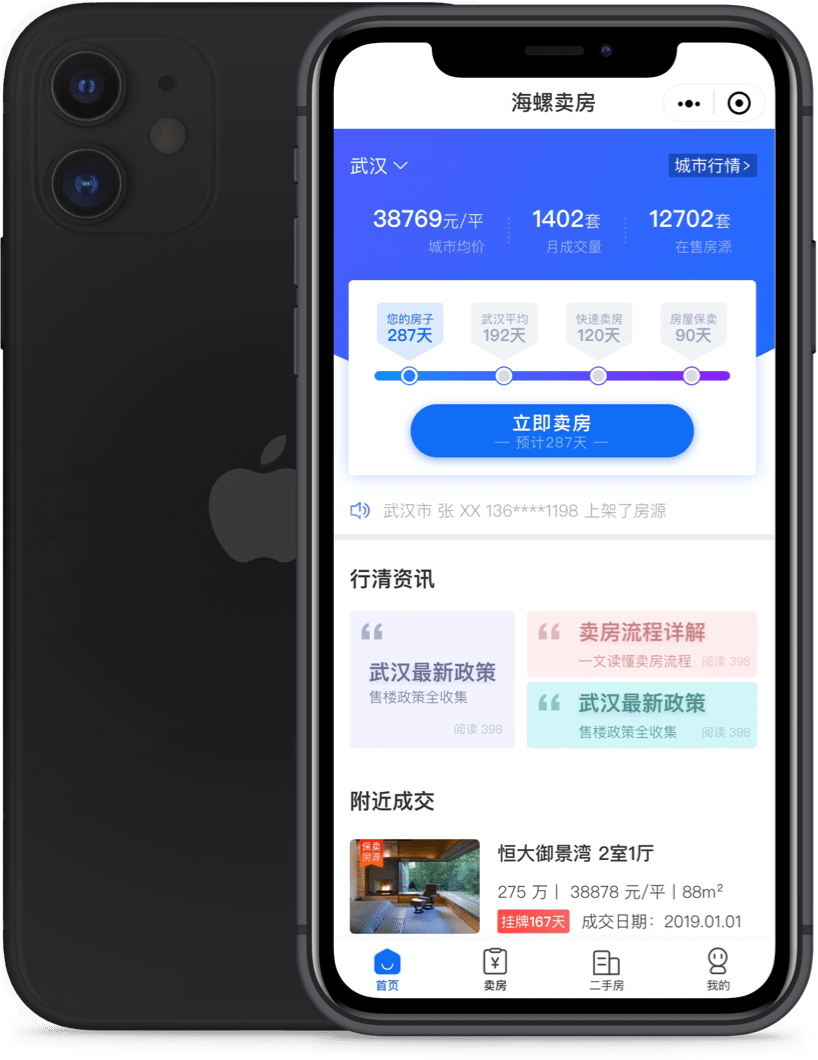 海螺卖房
武汉
城市行情>
38769元/平
1402套
12702套
城市均价
月成交量
在售房源
您的房子
287天
武汉平均
192天
快速卖房
120天
房屋保卖
90天
立即卖房
— 预计287天 —
武汉市 张 XX 136****1198 上架了房源
行清资讯
武汉最新政策
售楼政策全收集
阅读 398
卖房流程详解
一文读懂卖房流程 阅读 398
武汉最新政策
售楼政策全收集 阅读 398
附近成交
保卖
房源
恒大御景湾 2室1厅
275 万 | 38878 元/平 | 88m²
挂牌167天 成交日期：2019.01.01
首页
卖房
二手房
我的